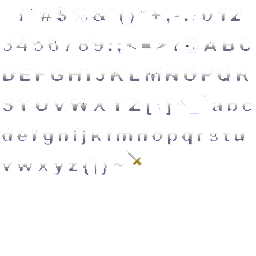 ! " # $ % & ' ( ) * + , - . / 0 1 2
3 4 5 6 7 8 9 : ; < = > ? @ A B C
D E F G H I J K L M N O P Q R
S T U V W X Y Z [ \ ] ^ _ ` a b c
d e f g h i j k l m n o p q r s t u
v w x y z { | } ~